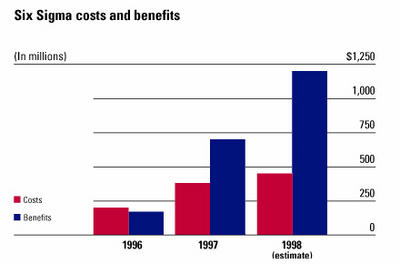 Six Sigma costs and benefits
(In millions) $1,250
1,000
750
500
Costs 250
Benefits
0
1996 1997 1998
(estimate)